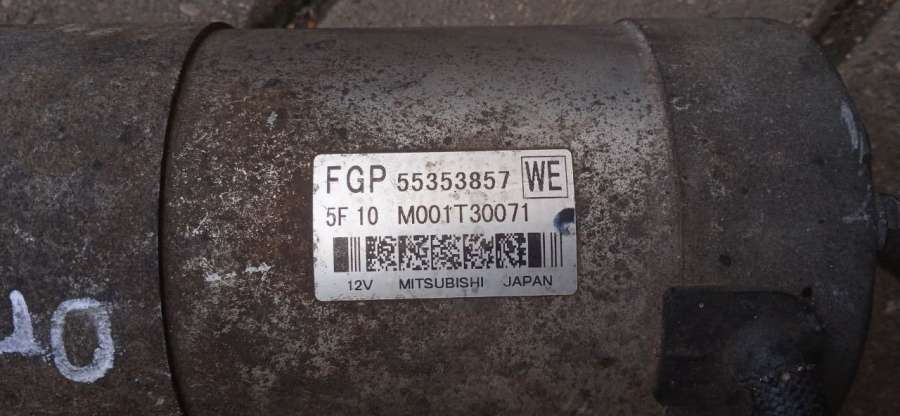 FGP 55353857 WE
5F 10 M001T30071
12V MITSUBISHI JAPAN